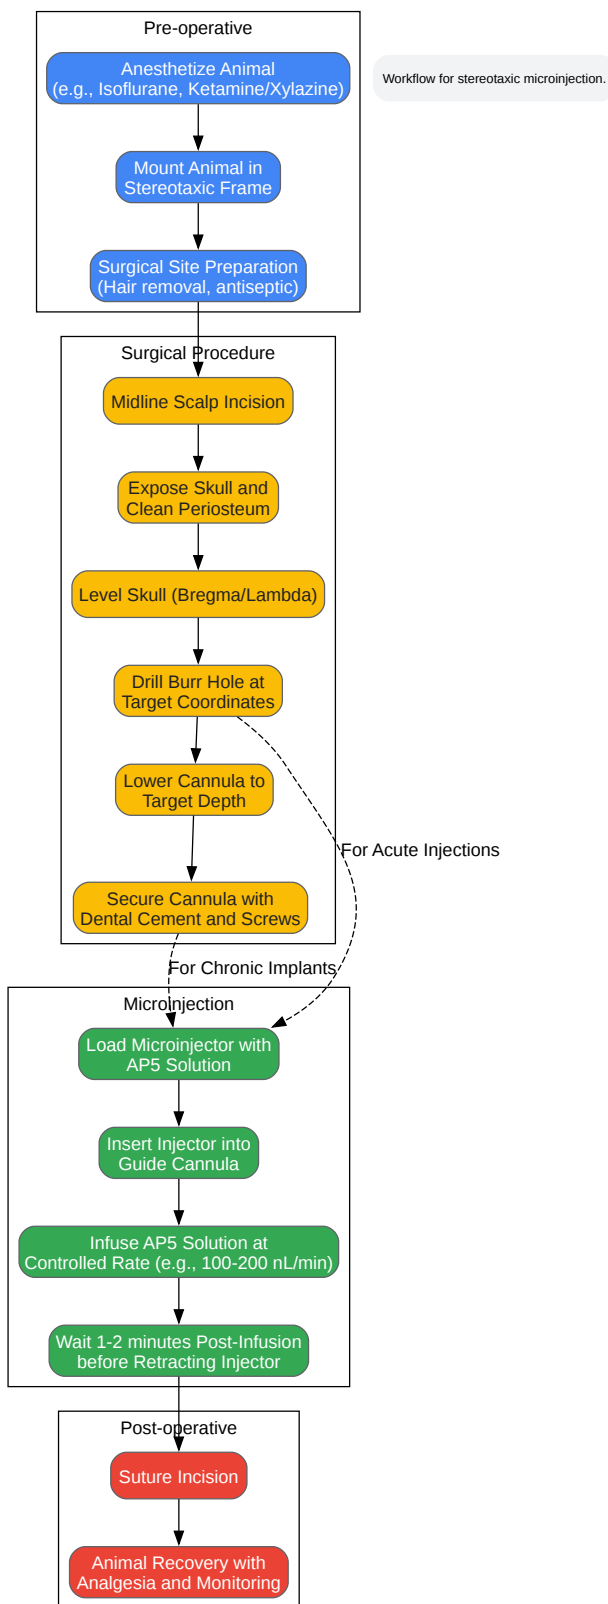 Pre-operative
Anesthetize Animal
(e.g., Isoflurane, Ketamine/Xylazine)
Workflow for stereotaxic microinjection.
Mount Animal in
Stereotaxic Frame
Surgical Site Preparation
(Hair removal, antiseptic)
Surgical Procedure
Midline Scalp Incision
Expose Skull and
Clean Periosteum
Level Skull (Bregma/Lambda)
Drill Burr Hole at
Target Coordinates
Lower Cannula to
Target Depth
For Acute Injections
Secure Cannula with
Dental Cement and Screws
For Chronic Implants
Microinjection
Load Microinjector with
AP5 Solution
Insert Injector into
Guide Cannula
Infuse AP5 Solution at
Controlled Rate (e.g., 100-200 nL/min)
Wait 1-2 minutes Post-Infusion
before Retracting Injector
Post-operative
Suture Incision
Animal Recovery with
Analgesia and Monitoring